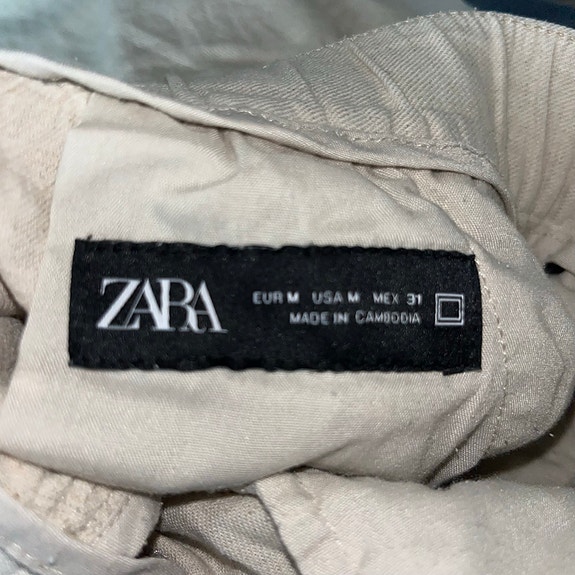 ZARA
EUR M USA M MEX 31
MADE IN CAMBODIA